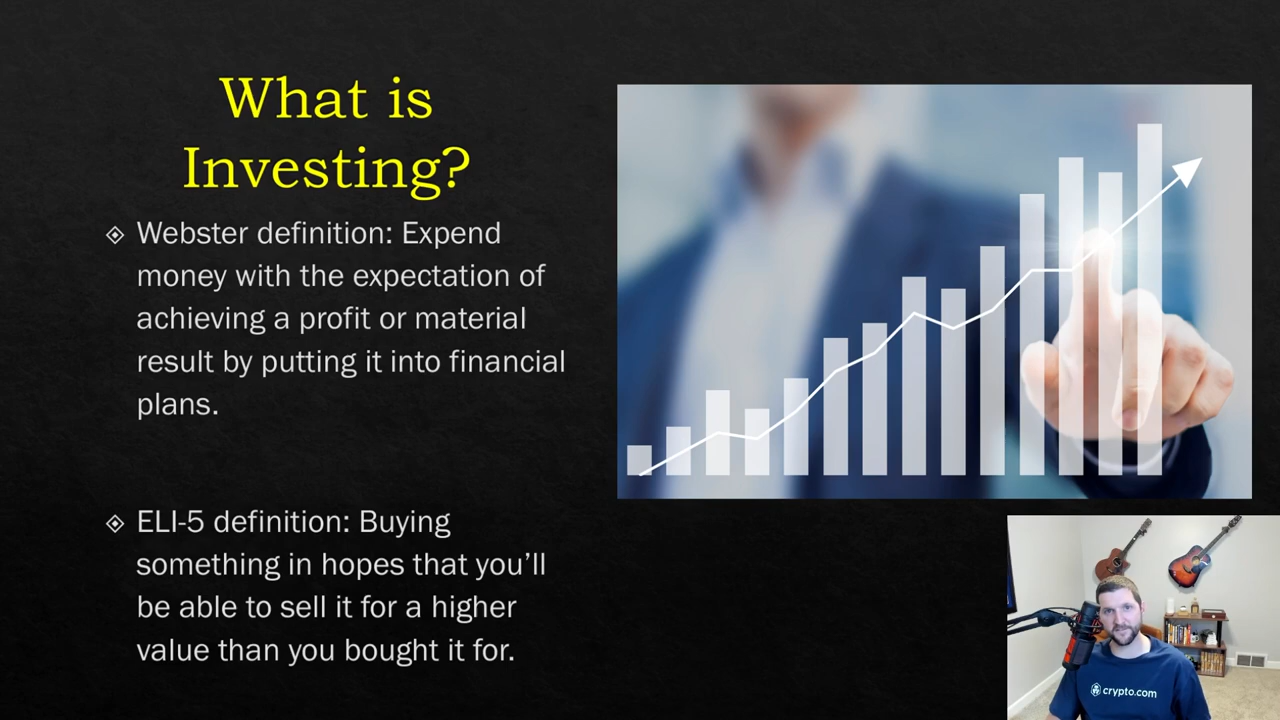 What is
Investing?
Webster definition: Expend
money with the expectation of
achieving a profit or material
result by putting it into financial
plans.
ELI-5 definition: Buying
something in hopes that you’ll
be able to sell it for a higher
value than you bought it for.
crypto.com